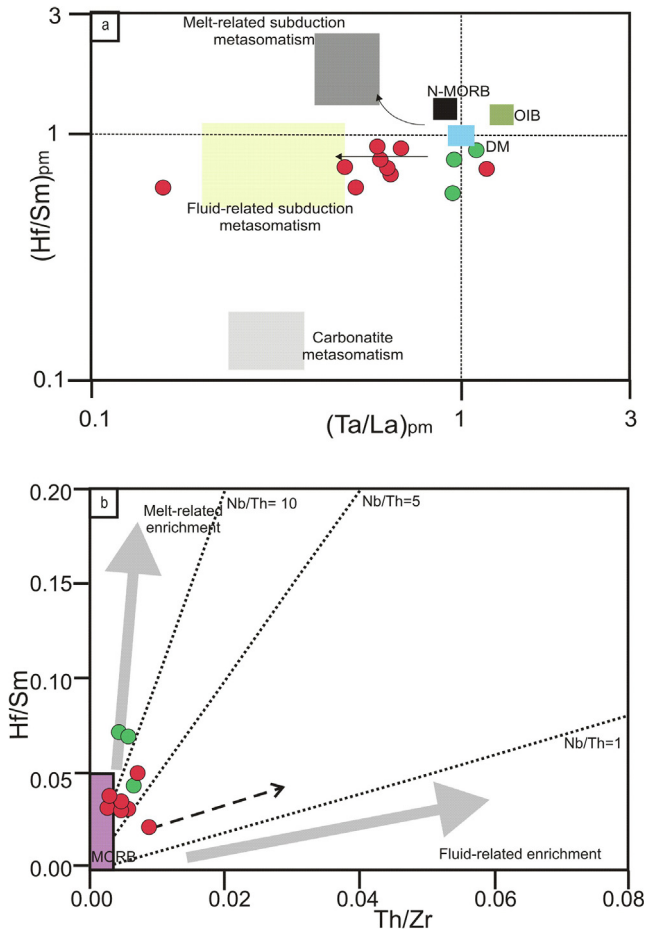 3
a
Melt-related subduction
metasomatism
N-MORB
OIB
1
DM
(Hf/Sm)pm
Fluid-related subduction
metasomatism
Carbonatite
metasomatism
0.1
0.1
1
3
(Ta/La)pm
0.20
b
Melt-related
enrichment
Nb/Th= 10
Nb/Th=5
0.15
0.10
Hf/Sm
Nb/Th=1
0.05
MORB
Fluid-related enrichment
0.00
0.00
0.02
0.04
0.06
0.08
Th/Zr